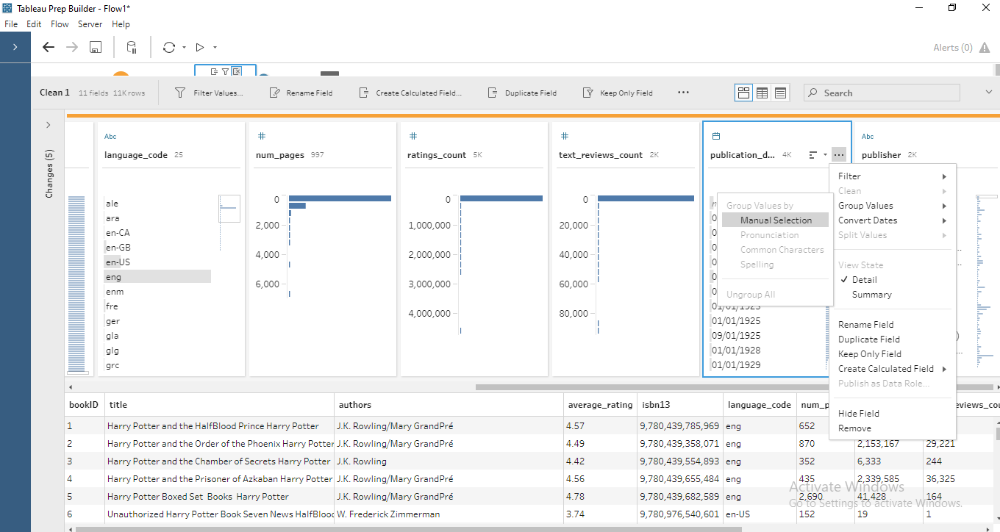 Tableau Prep Builder - Flow1*
File Edit Flow Server Help
Alerts (0)
Clean 1 11 fields 11K rows Filter Values... Rename Field Create Calculated Field... Duplicate Field Keep Only Field ... Search
Changes (5)
Abc
language_code 25
ale
ara
en-CA
en-GB
en-US
eng
enm
fre
ger
gla
glg
grc
#
num_pages 997
0
2,000
4,000
6,000
#
ratings_count 5K
0
1,000,000
2,000,000
3,000,000
4,000,000
#
text_reviews_count 2K
0
20,000
40,000
60,000
80,000
publication_d... 4K
01/01/1923
01/01/1925
09/01/1925
01/01/1928
01/01/1929
Abc
publisher 2K
Group Values by
Manual Selection
Pronunciation
Common Characters
Spelling
Ungroup All
Filter
Clean
Group Values
Convert Dates
Split Values
View State
✓ Detail
Summary
Rename Field
Duplicate Field
Keep Only Field
Create Calculated Field
Publish as Data Role...
Hide Field
Remove
bookID title authors average_rating isbn13 language_code num_p eviews_cou
1 Harry Potter and the HalfBlood Prince Harry Potter J.K. Rowling/Mary GrandPré 4.57 9,780,439,785,969 eng 652
2 Harry Potter and the Order of the Phoenix Harry Potter J.K. Rowling/Mary GrandPré 4.49 9,780,439,358,071 eng 870 2,153,167 29,221
3 Harry Potter and the Chamber of Secrets Harry Potter J.K. Rowling 4.42 9,780,439,554,893 eng 352 6,333 244
4 Harry Potter and the Prisoner of Azkaban Harry Potter J.K. Rowling/Mary GrandPré 4.56 9,780,439,655,484 eng 435 2,339,585 36,325
5 Harry Potter Boxed Set Books Harry Potter J.K. Rowling/Mary GrandPré 4.78 9,780,439,682,589 eng 2,690 41,428 164
6 Unauthorized Harry Potter Book Seven News HalfBlood W. Frederick Zimmerman 3.74 9,780,976,540,601 en-US 152 19 1
Activate Windows
Go to Settings to activate Windows.